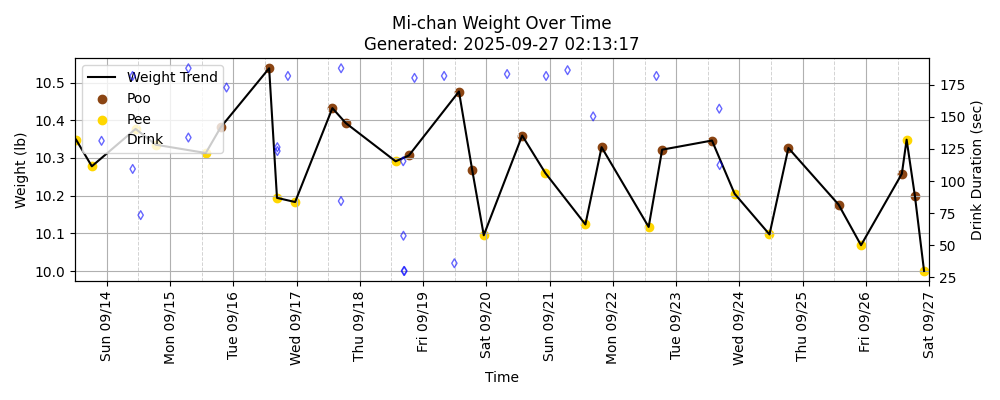 Mi-chan Weight Over Time
Generated: 2025-09-27 02:13:17
Weight (lb)
10.5
10.4
10.3
10.2
10.1
10.0
Weight Trend
Poo
Pee
Drink
175
150
125
100
75
50
25
Drink Duration (sec)
Sun 09/14
Mon 09/15
Tue 09/16
Wed 09/17
Thu 09/18
Fri 09/19
Sat 09/20
Sun 09/21
Mon 09/22
Tue 09/23
Wed 09/24
Thu 09/25
Fri 09/26
Sat 09/27
Time